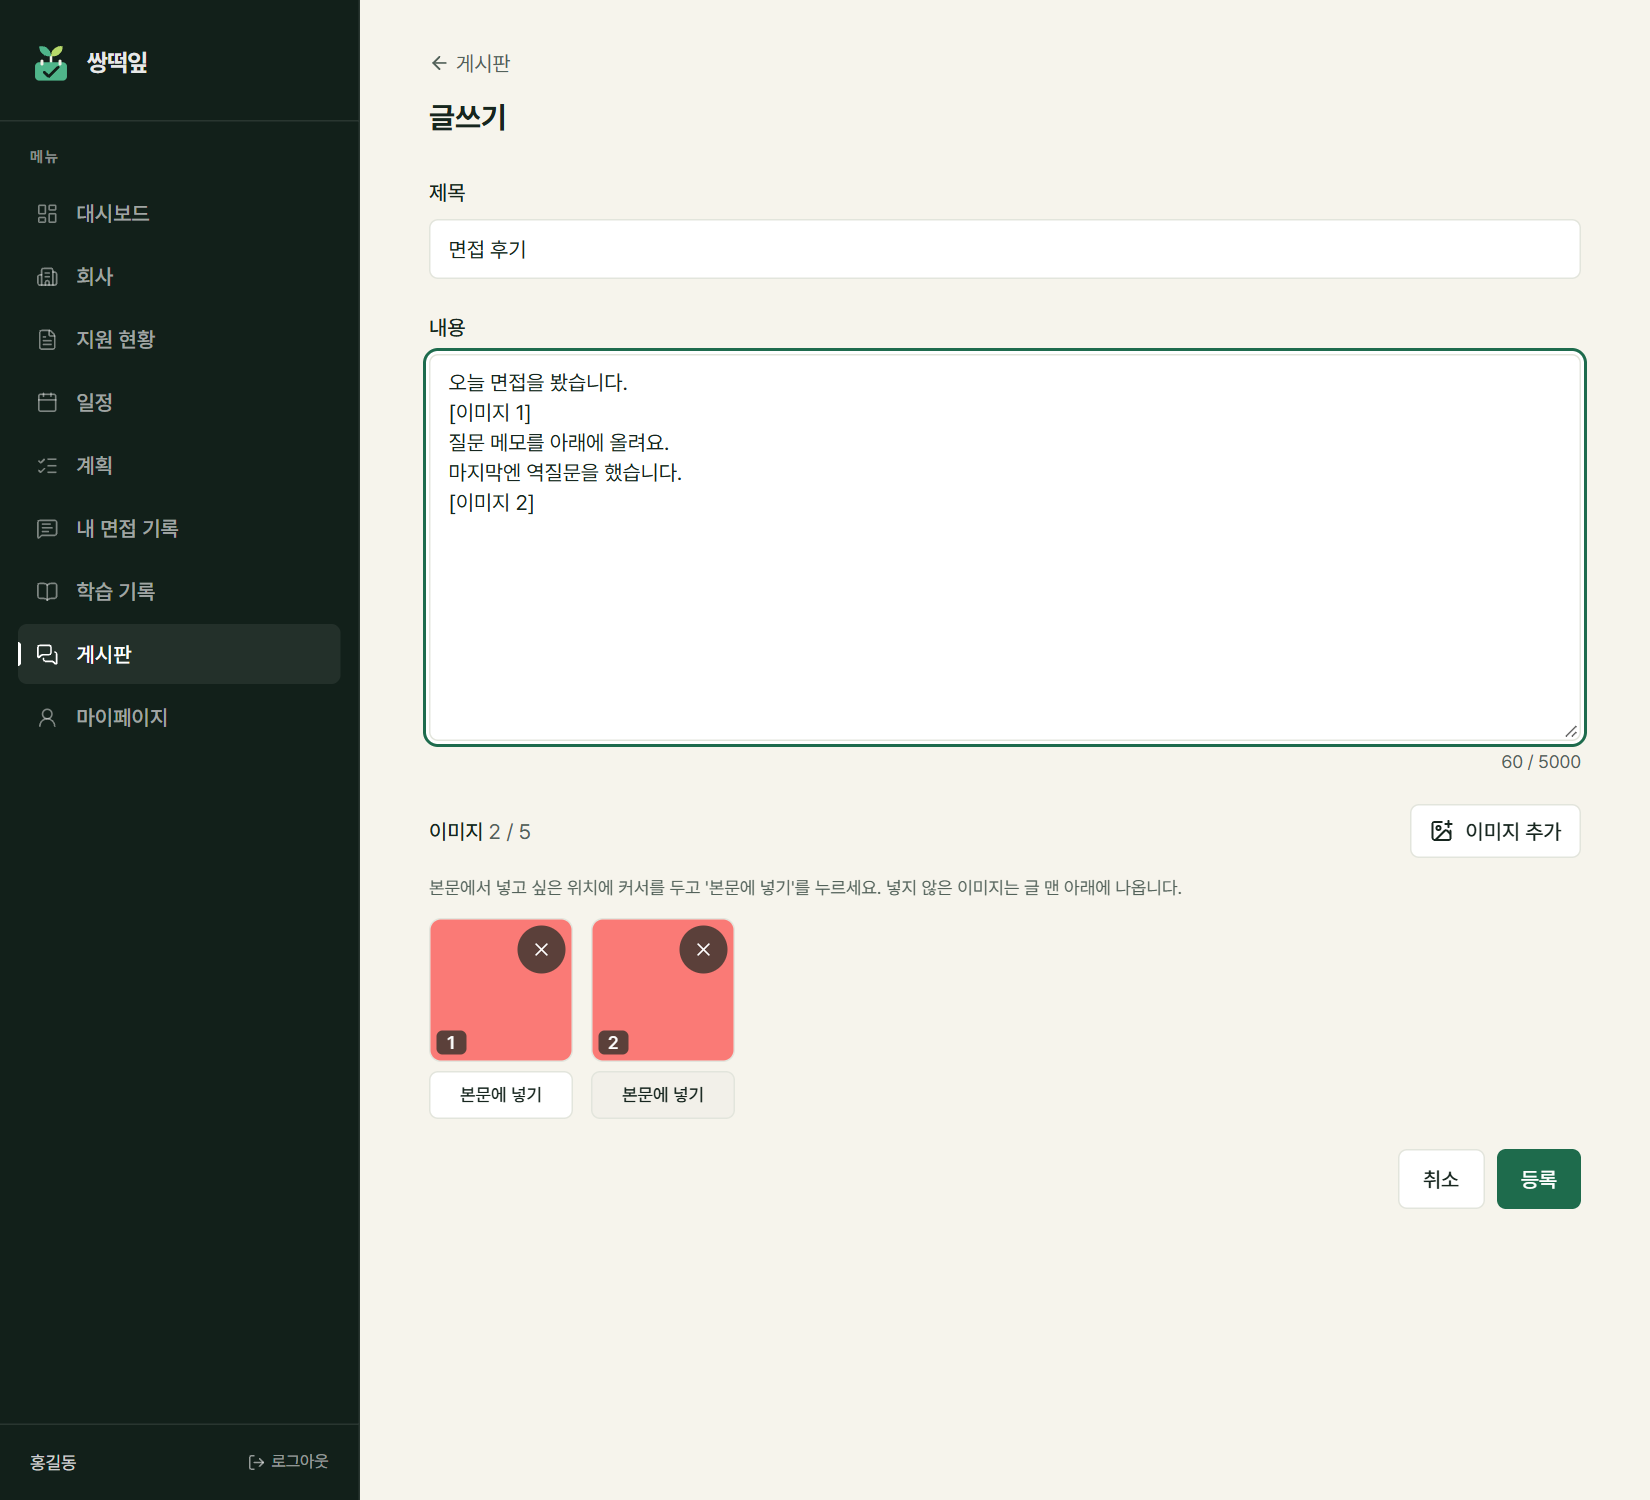 쌍떡잎
메뉴
대시보드
회사
지원 현황
일정
계획
내 면접 기록
학습 기록
게시판
마이페이지
홍길동
로그아웃
게시판
글쓰기
제목
면접 후기
내용
오늘 면접을 봤습니다.
[이미지 1]
질문 메모를 아래에 올려요.
마지막엔 역질문을 했습니다.
[이미지 2]
60 / 5000
이미지 2 / 5
이미지 추가
본문에서 넣고 싶은 위치에 커서를 두고 '본문에 넣기'를 누르세요. 넣지 않은 이미지는 글 맨 아래에 나옵니다.
1
2
본문에 넣기
본문에 넣기
취소
등록